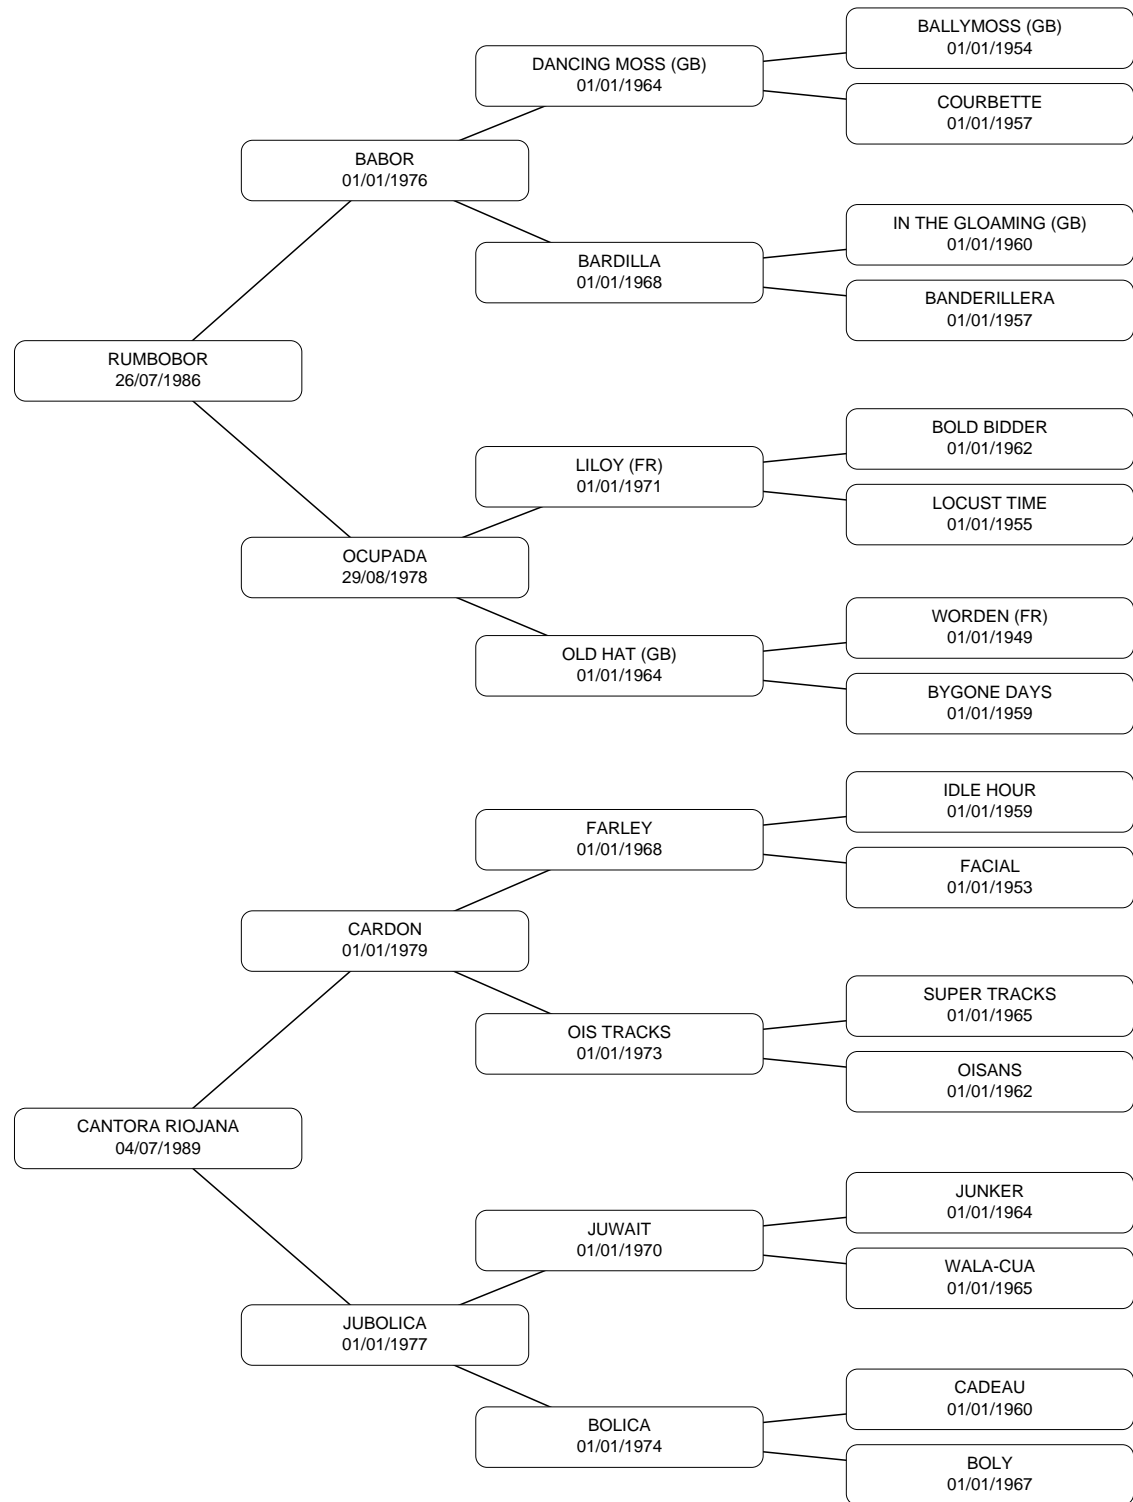 BALLYMOSS (GB)
01/01/1954
DANCING MOSS (GB)
01/01/1964
COURBETTE
01/01/1957
BABOR
01/01/1976
IN THE GLOAMING (GB)
01/01/1960
BARDILLA
01/01/1968
BANDERILLERA
01/01/1957
RUMBOBOR
26/07/1986
BOLD BIDDER
01/01/1962
LILOY (FR)
01/01/1971
LOCUST TIME
01/01/1955
OCUPADA
29/08/1978
WORDEN (FR)
01/01/1949
OLD HAT (GB)
01/01/1964
BYGONE DAYS
01/01/1959
IDLE HOUR
01/01/1959
FARLEY
01/01/1968
FACIAL
01/01/1953
CARDON
01/01/1979
SUPER TRACKS
01/01/1965
OIS TRACKS
01/01/1973
OISANS
01/01/1962
CANTORA RIOJANA
04/07/1989
JUNKER
01/01/1964
JUWAIT
01/01/1970
WALA-CUA
01/01/1965
JUBOLICA
01/01/1977
CADEAU
01/01/1960
BOLICA
01/01/1974
BOLY
01/01/1967